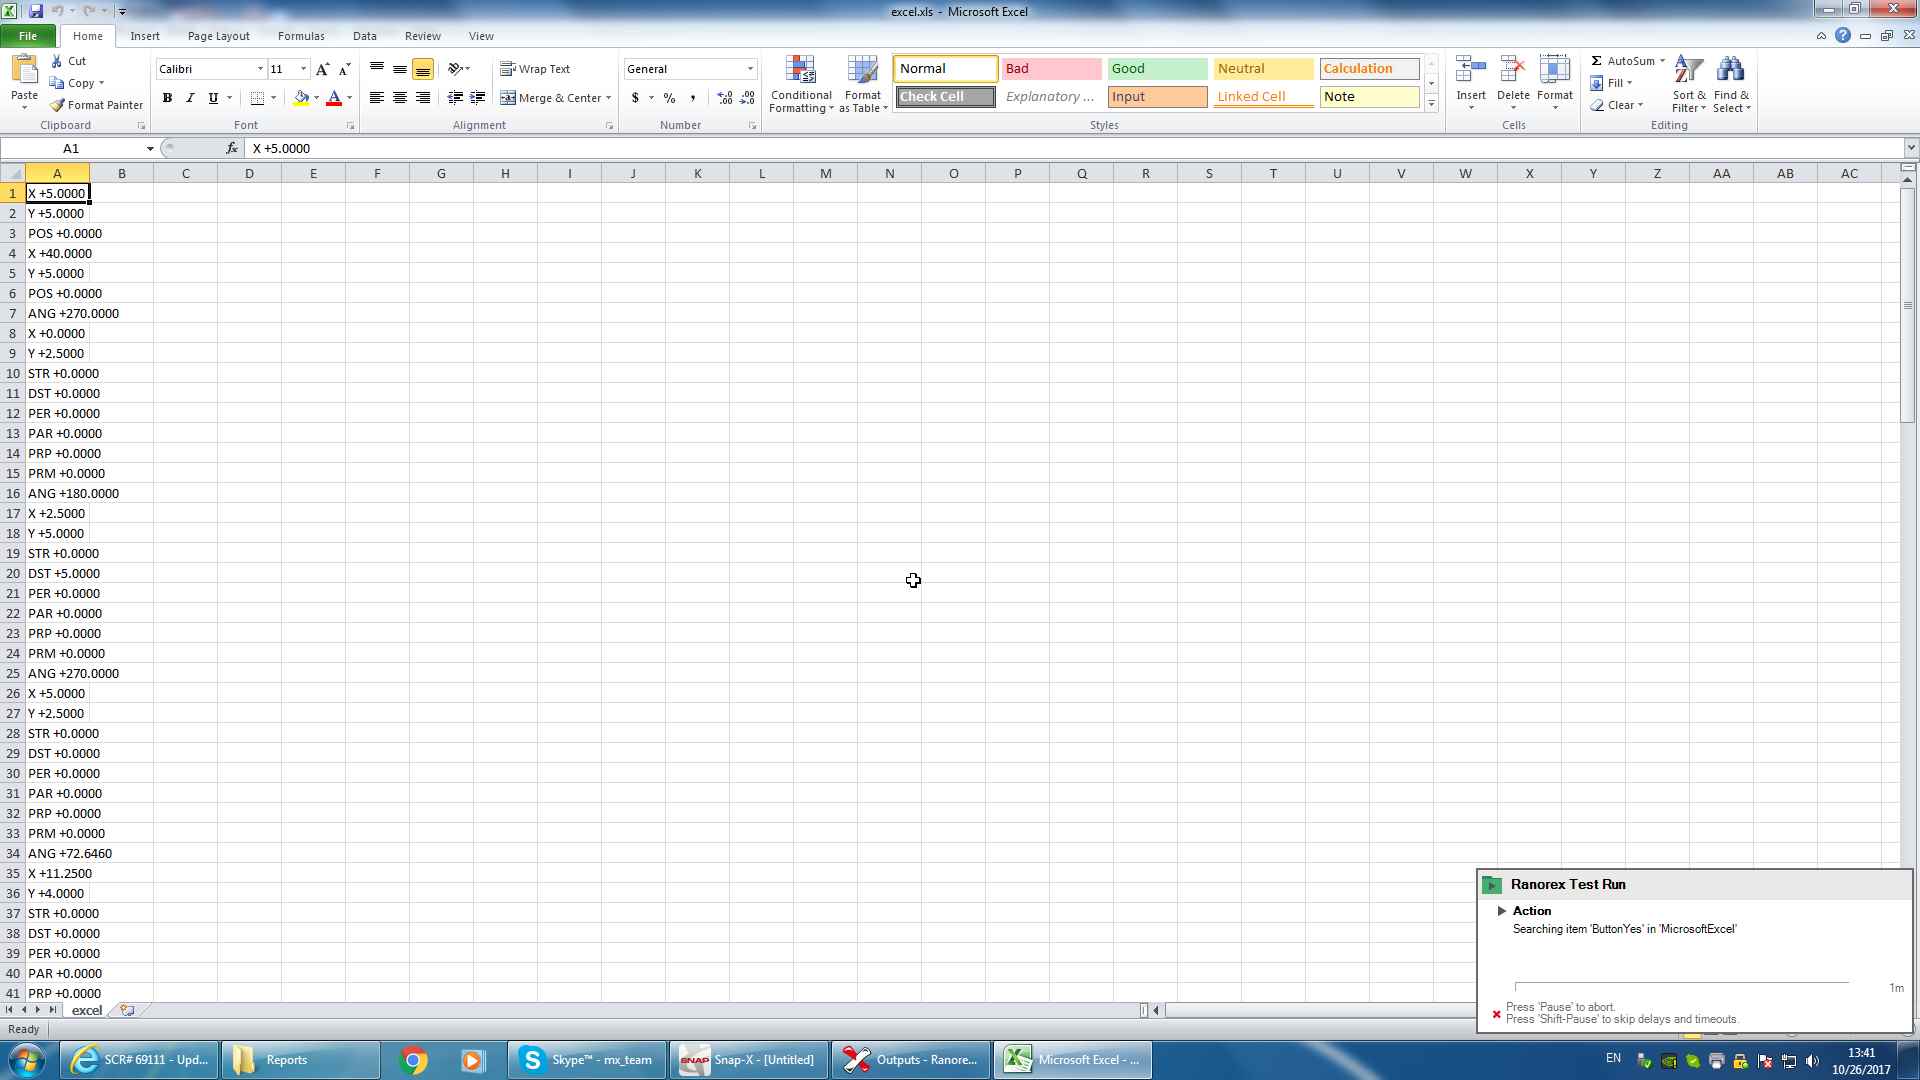 excel.xls - Microsoft Excel
File Home Insert Page Layout Formulas Data Review View
Paste
Cut
Copy
Format Painter
Clipboard
Calibri 11
B I U
Font
Wrap Text
Merge & Center
Alignment
General
$ % ,
Number
Conditional Formatting
Format as Table
Normal Bad Good Neutral Calculation
Check Cell Explanatory ... Input Linked Cell Note
Styles
Insert Delete Format
Cells
AutoSum
Fill
Clear
Sort & Filter
Find & Select
Editing
A1 fx X +5.0000
A B C D E F G H I J K L M N O P Q R S T U V W X Y Z AA AB AC
1 X +5.0000
2 Y +5.0000
3 POS +0.0000
4 X +40.0000
5 Y +5.0000
6 POS +0.0000
7 ANG +270.0000
8 X +0.0000
9 Y +2.5000
10 STR +0.0000
11 DST +0.0000
12 PER +0.0000
13 PAR +0.0000
14 PRP +0.0000
15 PRM +0.0000
16 ANG +180.0000
17 X +2.5000
18 Y +5.0000
19 STR +0.0000
20 DST +5.0000
21 PER +0.0000
22 PAR +0.0000
23 PRP +0.0000
24 PRM +0.0000
25 ANG +270.0000
26 X +5.0000
27 Y +2.5000
28 STR +0.0000
29 DST +0.0000
30 PER +0.0000
31 PAR +0.0000
32 PRP +0.0000
33 PRM +0.0000
34 ANG +72.6460
35 X +11.2500
36 Y +4.0000
37 STR +0.0000
38 DST +0.0000
39 PER +0.0000
40 PAR +0.0000
41 PRP +0.0000
excel
Ready
Ranorex Test Run
Action
Searching item 'ButtonYes' in 'MicrosoftExcel'
1m
Press 'Pause' to abort.
Press 'Shift-Pause' to skip delays and timeouts.
SCR# 69111 - Upd...
Reports
Skype™ - mx_team
SNAP Snap-X - [Untitled]
Outputs - Ranore...
Microsoft Excel - ...
EN
13:41
10/26/2017